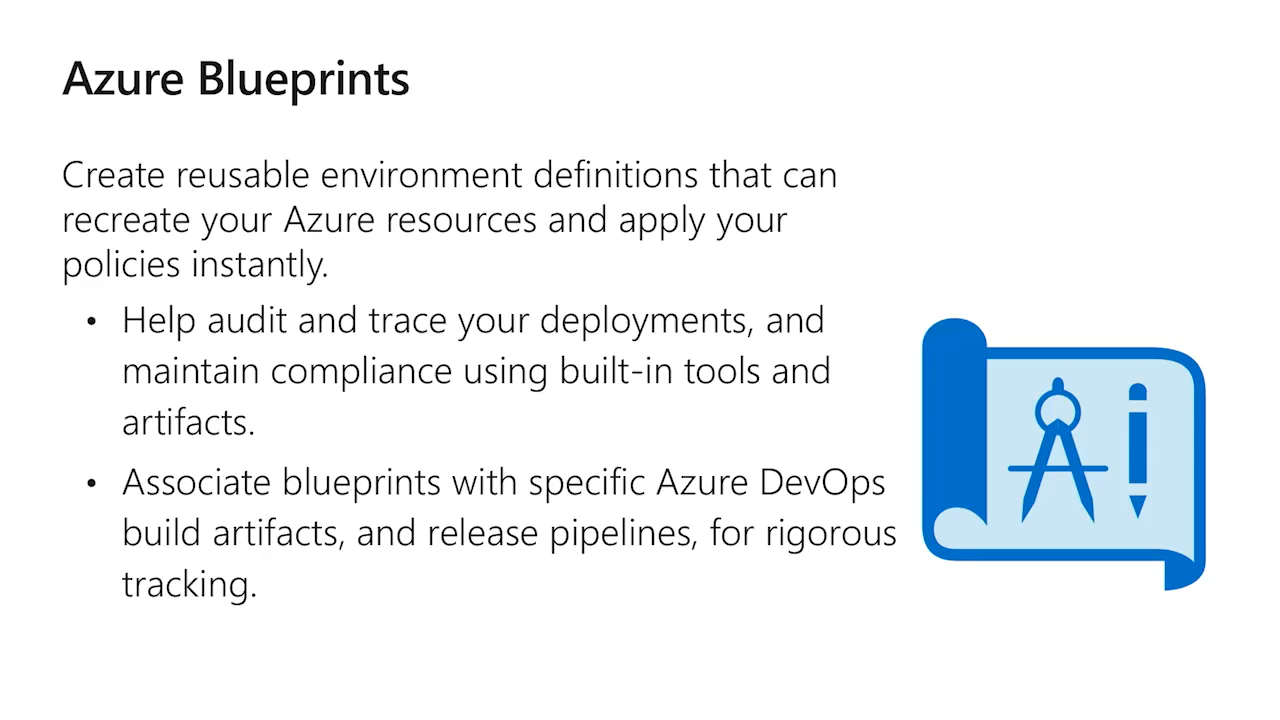 Azure Blueprints
Create reusable environment definitions that can
recreate your Azure resources and apply your
policies instantly.
• Help audit and trace your deployments, and
maintain compliance using built-in tools and
artifacts.
• Associate blueprints with specific Azure DevOps
build artifacts, and release pipelines, for rigorous
tracking.